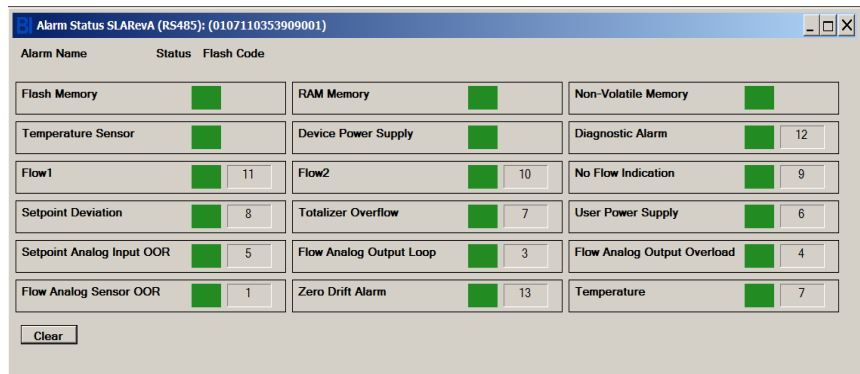 BI Alarm Status SLARevA (RS485): (0107110353909001)
Alarm Name Status Flash Code
Flash Memory RAM Memory Non-Volatile Memory
Temperature Sensor Device Power Supply Diagnostic Alarm 12
Flow1 11 Flow2 10 No Flow Indication 9
Setpoint Deviation 8 Totalizer Overflow 7 User Power Supply 6
Setpoint Analog Input OOR 5 Flow Analog Output Loop 3 Flow Analog Output Overload 4
Flow Analog Sensor OOR 1 Zero Drift Alarm 13 Temperature 7
Clear